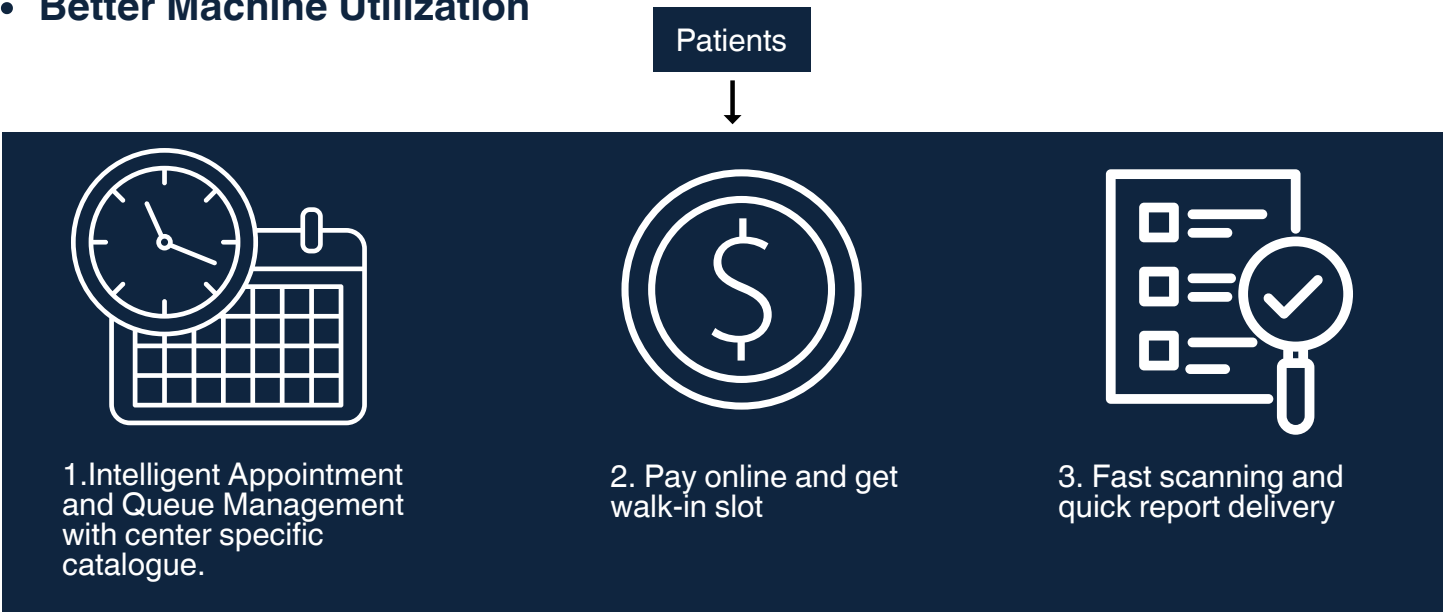 • Better Machine Utilization
Patients
1.Intelligent Appointment
and Queue Management
with center specific
catalogue.
2. Pay online and get
walk-in slot
3. Fast scanning and
quick report delivery